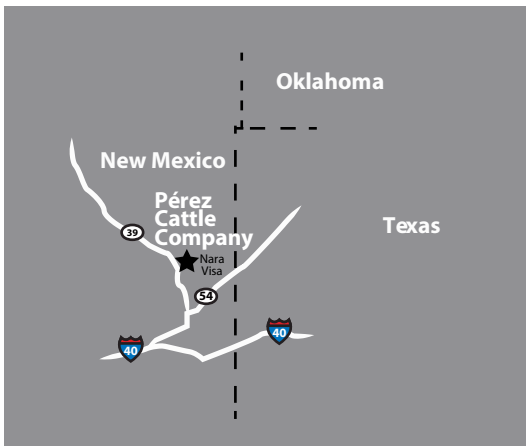 Oklahoma
New Mexico
Pérez
Cattle
Company
Texas
39
Nara
Visa
54
40
40